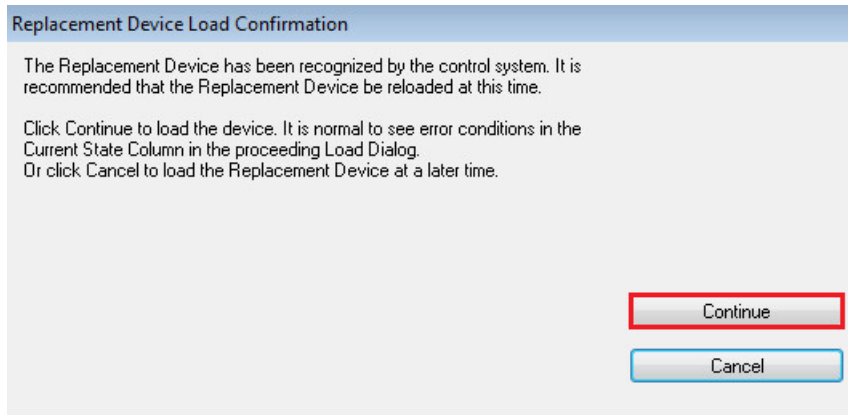 Replacement Device Load Confirmation
The Replacement Device has been recognized by the control system. It is
recommended that the Replacement Device be reloaded at this time.
Click Continue to load the device. It is normal to see error conditions in the
Current State Column in the proceeding Load Dialog.
Or click Cancel to load the Replacement Device at a later time.
Continue
Cancel